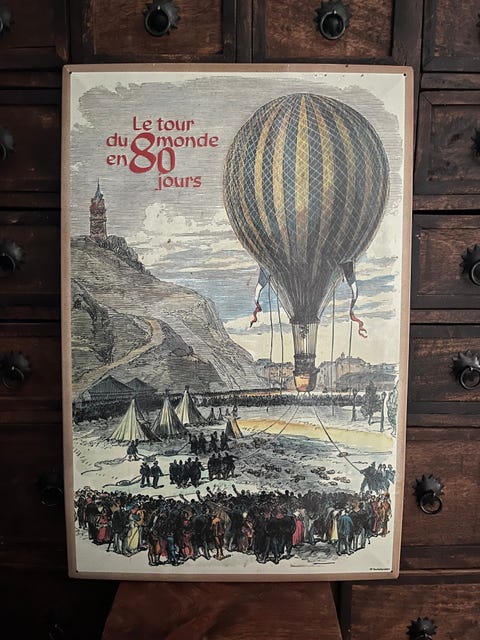 Le tour
du monde
en 80
jours